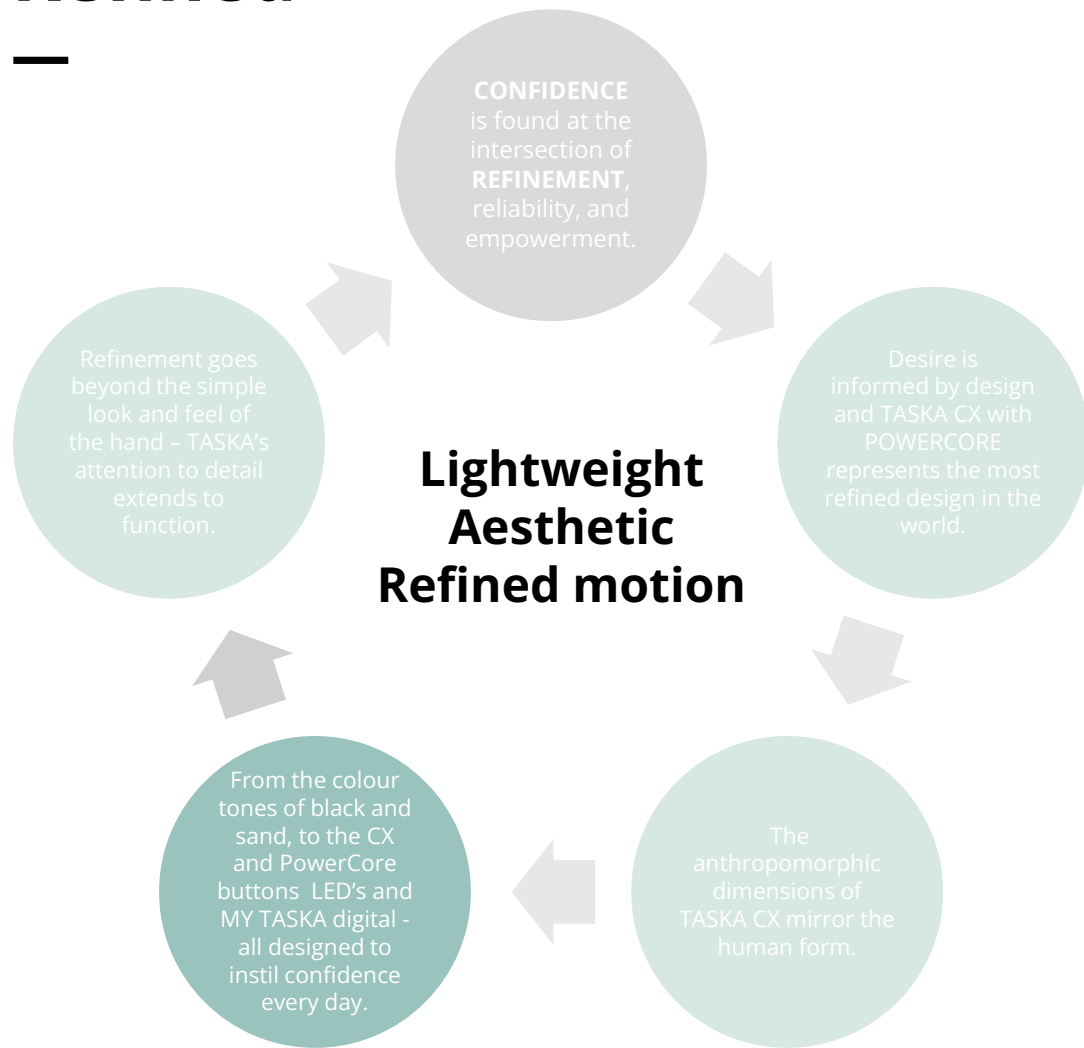 CONFIDENCE
is found at the
intersection of
REFINEMENT,
reliability, and
empowerment.
Desire is
informed by design
and TASKA CX with
POWERCORE
represents the most
refined design in the
world.
The
anthropomorphic
dimensions of
TASKA CX mirror the
human form.
From the colour
tones of black and
sand, to the CX
and PowerCore
buttons  LED's and
MY TASKA digital -
all designed to
instil confidence
every day.
Refinement goes
beyond the simple
look and feel of
the hand – TASKA's
attention to detail
extends to
function.
Lightweight
Aesthetic
Refined motion